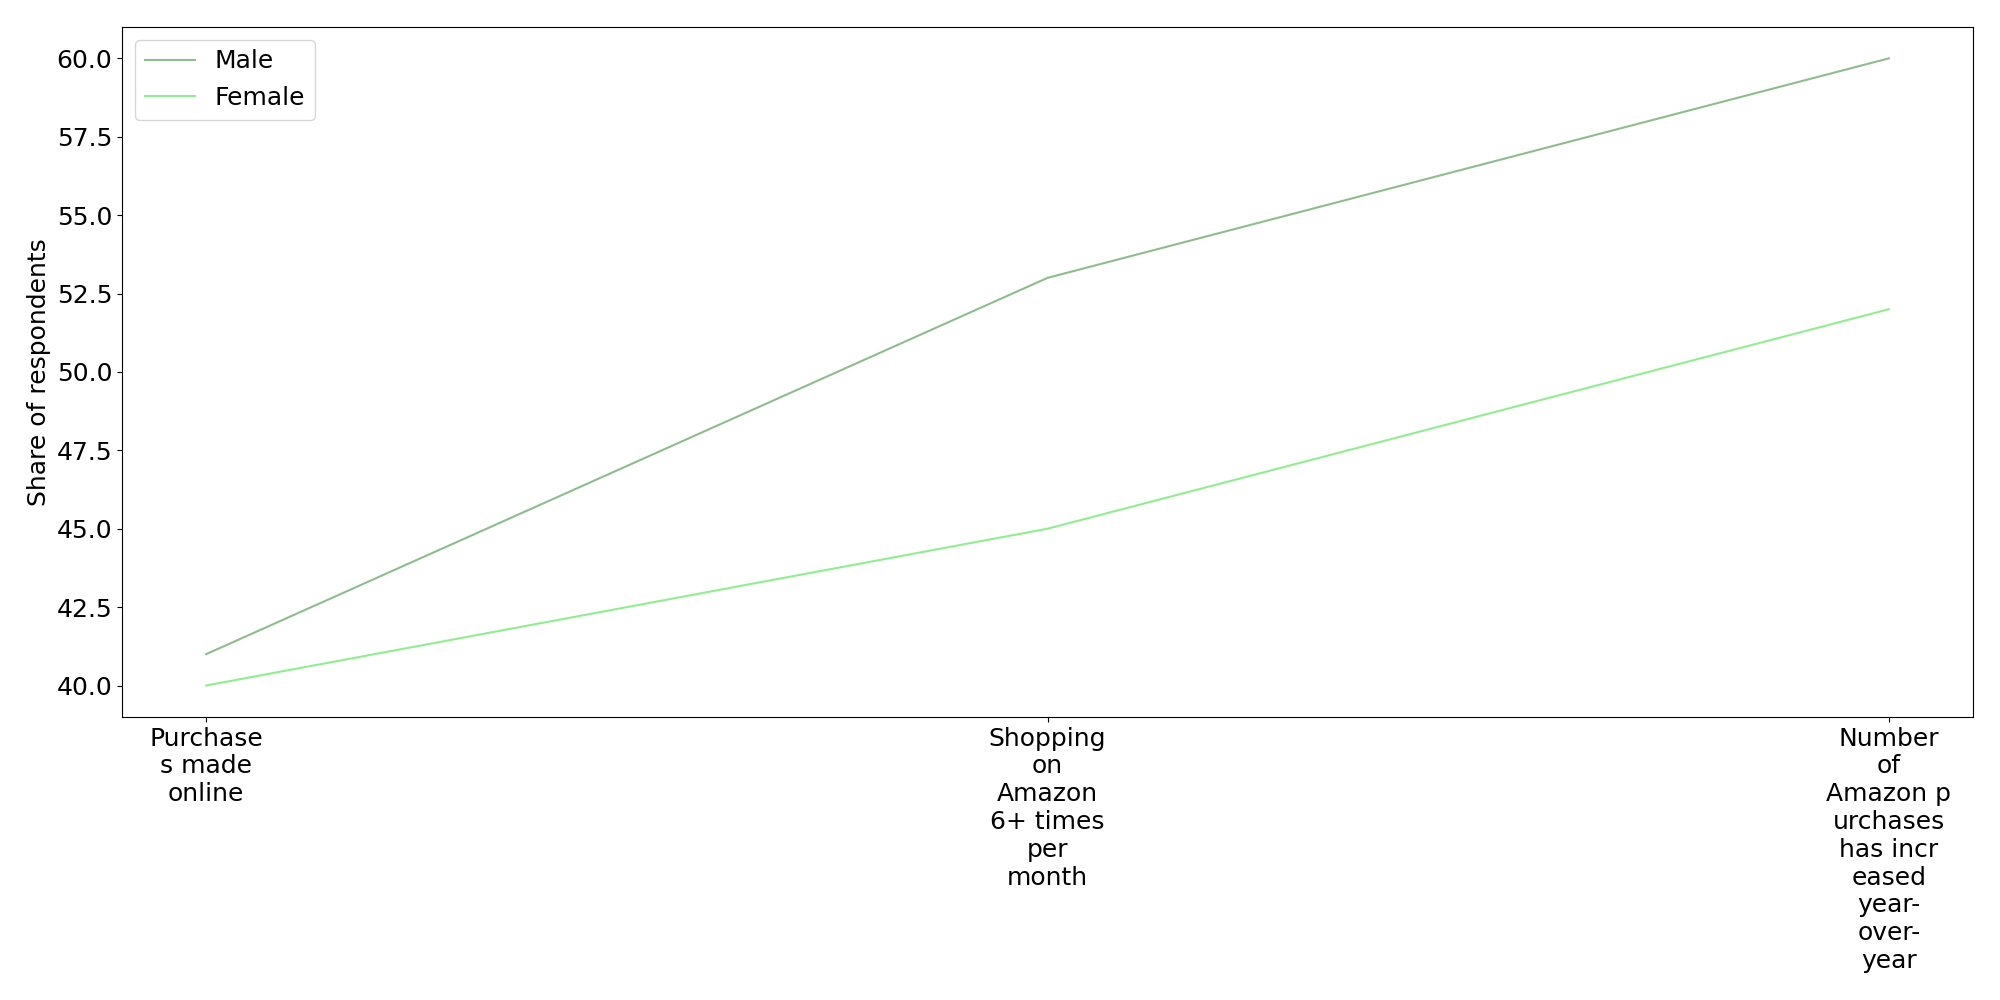 Male
Female
Share of respondents
60.0
57.5
55.0
52.5
50.0
47.5
45.0
42.5
40.0
Purchase
s made
online
Shopping
on
Amazon
6+ times
per
month
Number
of
Amazon p
urchases
has incr
eased
year-
over-
year